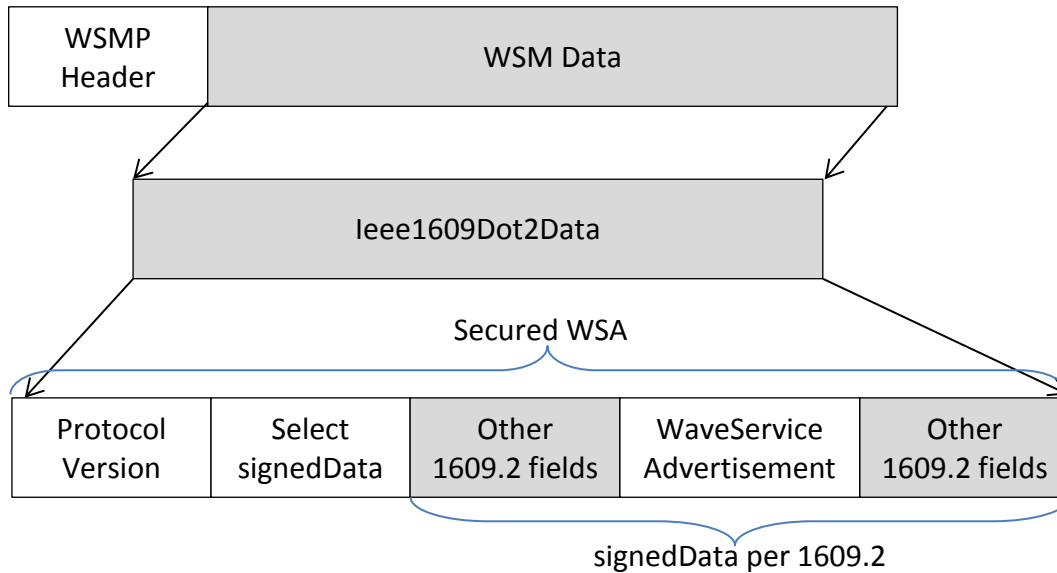 WSMP
Header
WSM Data
Ieee1609Dot2Data
Secured WSA
Protocol
Version
Select
signedData
Other
1609.2 fields
WaveService
Advertisement
Other
1609.2 fields
signedData per 1609.2